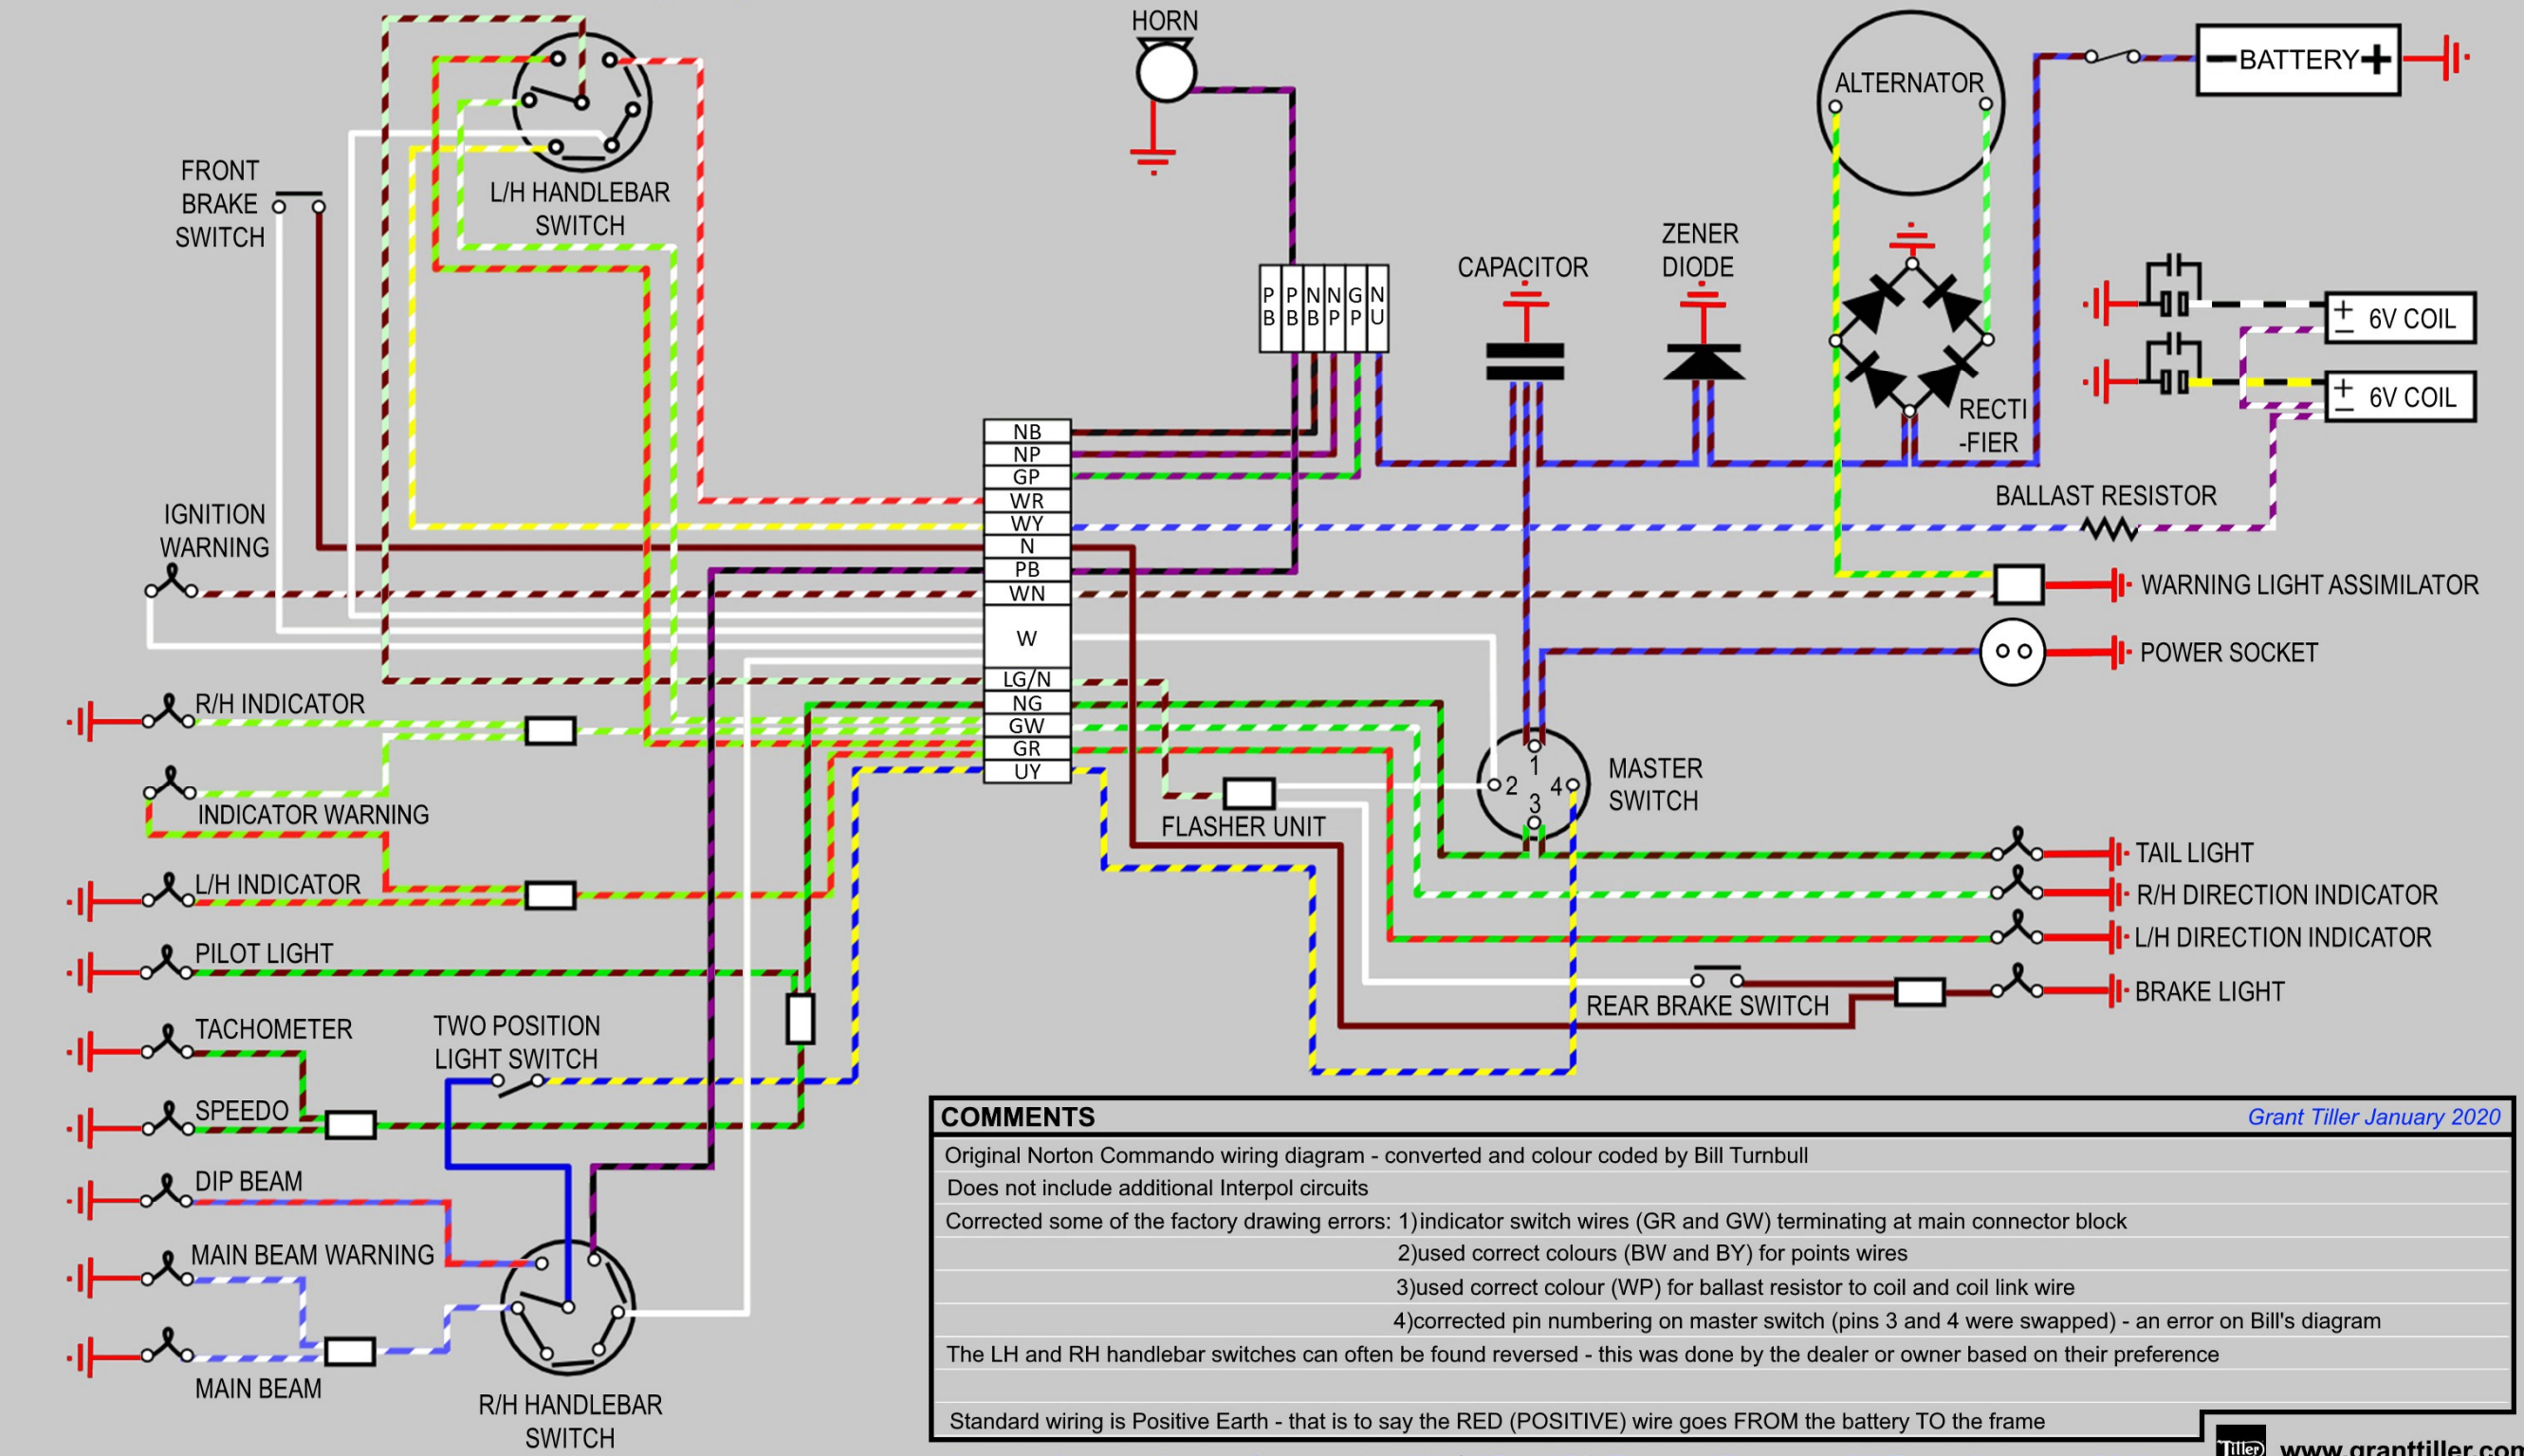 HORN
ALTERNATOR
BATTERY
L/H HANDLEBAR
SWITCH
FRONT
BRAKE
SWITCH
ZENER
DIODE
CAPACITOR
P B
P B
N B
N P
G P
N U
RECTI
-FIER
+
−
6V COIL
+
−
6V COIL
BALLAST RESISTOR
IGNITION
WARNING
NB
NP
GP
WR
WY
N
PB
WN
W
LG/N
NG
GW
GR
UY
WARNING LIGHT ASSIMILATOR
POWER SOCKET
R/H INDICATOR
INDICATOR WARNING
FLASHER UNIT
1
2
3
4
MASTER
SWITCH
TAIL LIGHT
R/H DIRECTION INDICATOR
L/H DIRECTION INDICATOR
REAR BRAKE SWITCH
BRAKE LIGHT
L/H INDICATOR
PILOT LIGHT
TACHOMETER
TWO POSITION
LIGHT SWITCH
SPEEDO
DIP BEAM
MAIN BEAM WARNING
MAIN BEAM
R/H HANDLEBAR
SWITCH
COMMENTS
Grant Tiller January 2020
Original Norton Commando wiring diagram - converted and colour coded by Bill Turnbull
Does not include additional Interpol circuits
Corrected some of the factory drawing errors: 1)indicator switch wires (GR and GW) terminating at main connector block
2)used correct colours (BW and BY) for points wires
3)used correct colour (WP) for ballast resistor to coil and coil link wire
4)corrected pin numbering on master switch (pins 3 and 4 were swapped) - an error on Bill's diagram
The LH and RH handlebar switches can often be found reversed - this was done by the dealer or owner based on their preference
Standard wiring is Positive Earth - that is to say the RED (POSITIVE) wire goes FROM the battery TO the frame
Tiller
www.granttiller.com